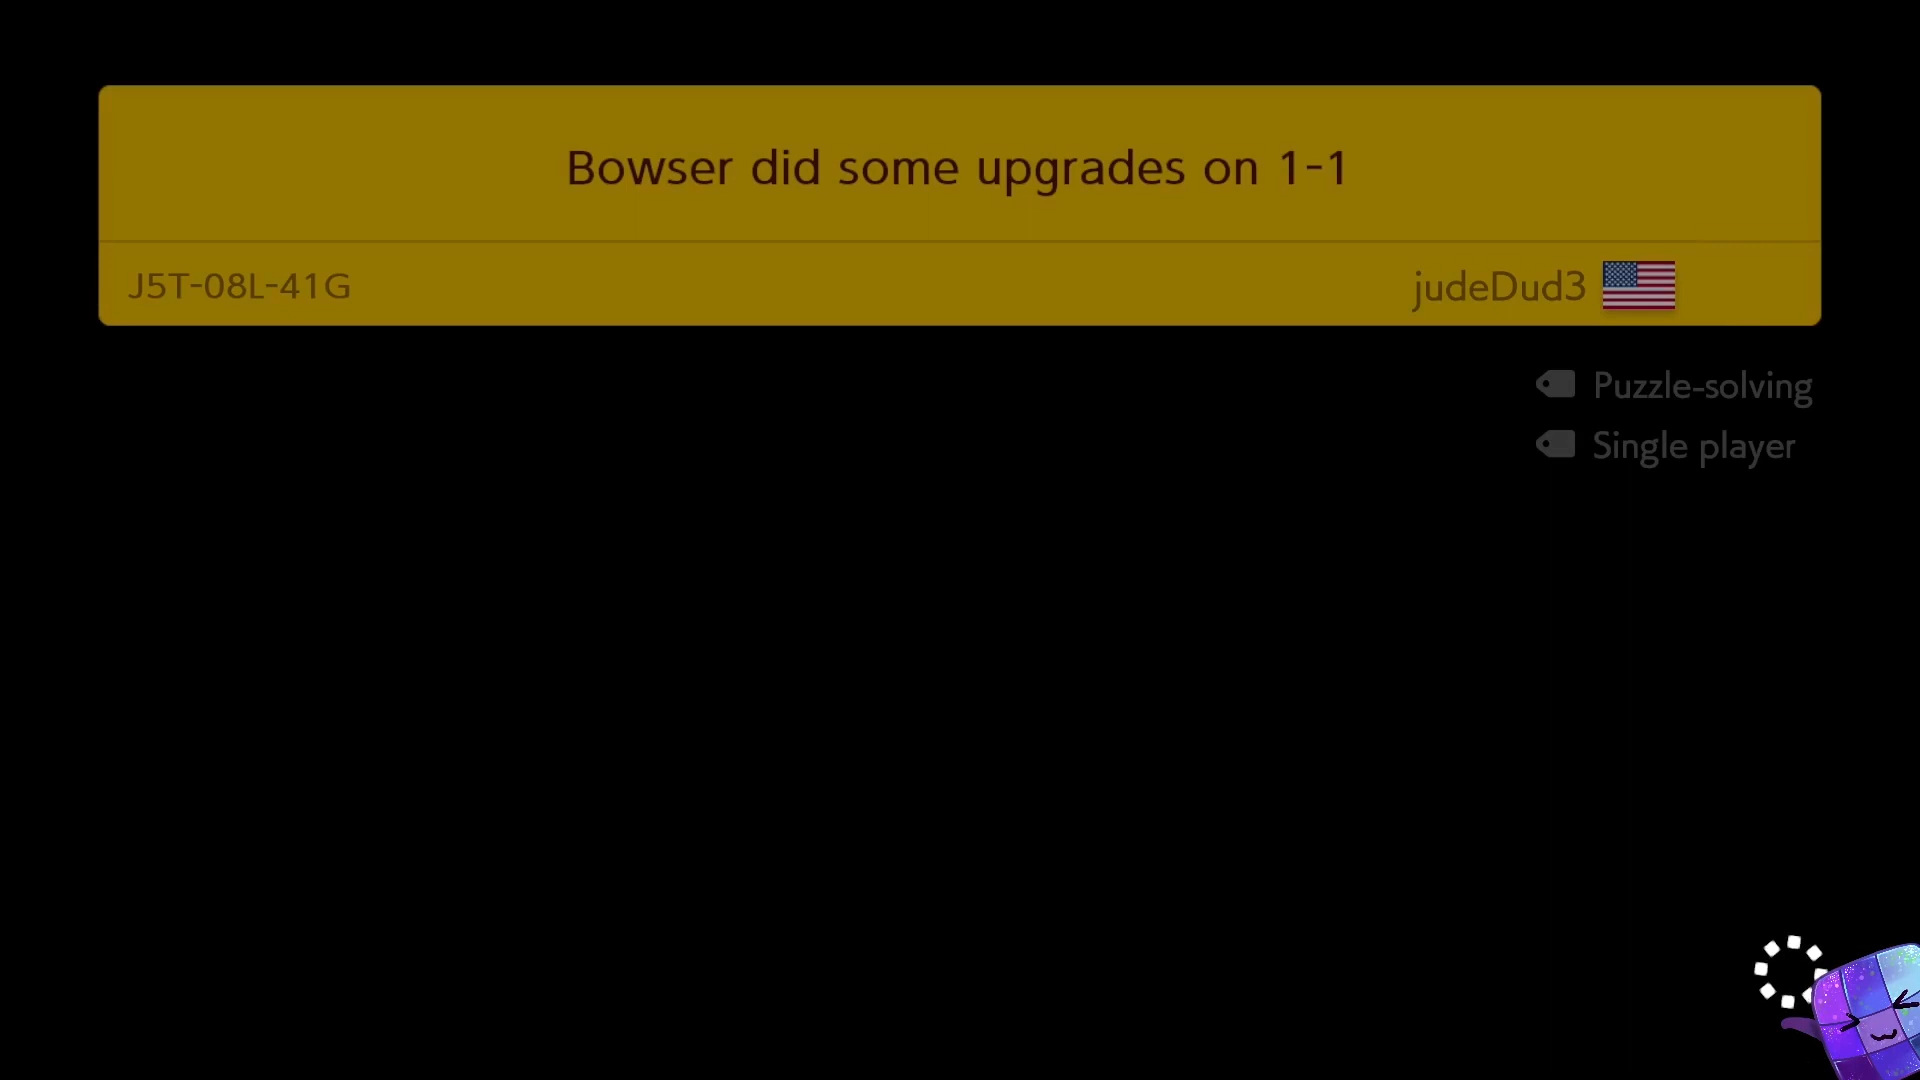 Bowser did some upgrades on 1-1
J5T-08L-41G
judeDud3
Puzzle-solving
Single player